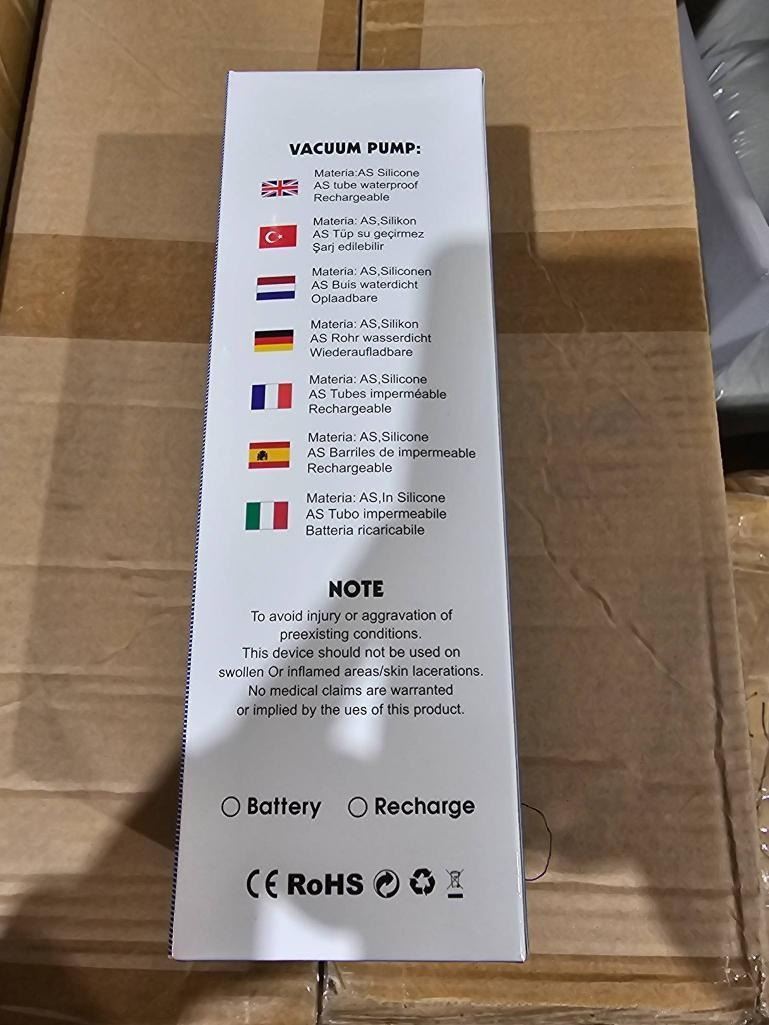 VACUUM PUMP:
Materia:AS Silicone
AS tube waterproof
Rechargeable
Materia: AS,Silikon
AS Tüp su geçirmez
Şarj edilebilir
Materia: AS,Siliconen
AS Buis waterdicht
Oplaadbare
Materia: AS,Silikon
AS Rohr wasserdicht
Wiederaufladbare
Materia: AS,Silicone
AS Tubes imperméable
Rechargeable
Materia: AS,Silicone
AS Barriles de impermeable
Rechargeable
Materia: AS,In Silicone
AS Tubo impermeabile
Batteria ricaricabile
NOTE
To avoid injury or aggravation of
preexisting conditions.
This device should not be used on
swollen Or inflamed areas/skin lacerations.
No medical claims are warranted
or implied by the ues of this product.
Battery Recharge
CE RoHS